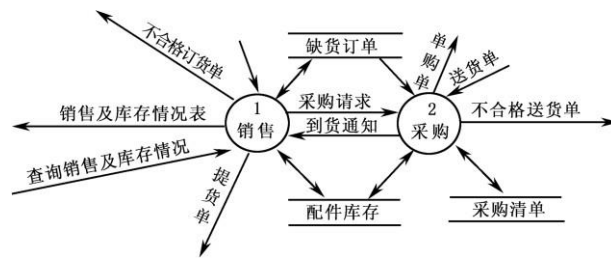 不合格订货单
缺货订单
单购单
送货单
销售及库存情况表
1
销售
采购请求
到货通知
2
采购
不合格送货单
查询销售及库存情况
提货单
配件库存
采购清单